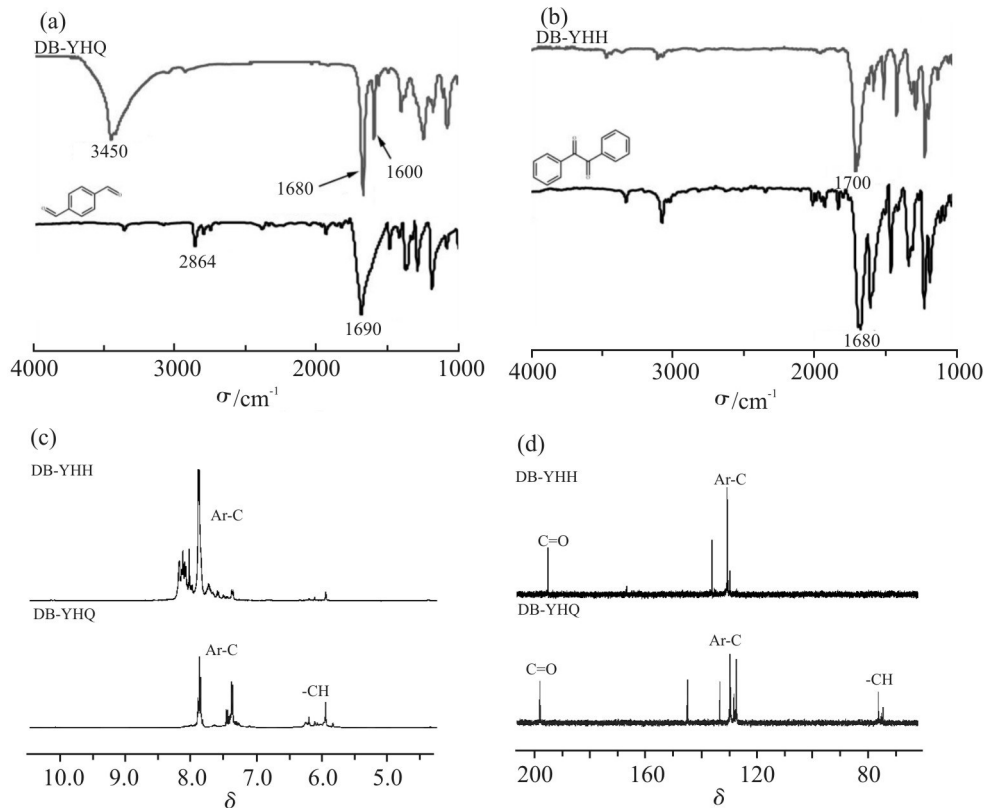 (a)
DB-YHQ
3450
1680
1600
2864
1690
4000 3000 2000 1000
σ/cm⁻¹
(b)
DB-YHH
1700
1680
4000 3000 2000 1000
σ/cm⁻¹
(c)
DB-YHH
Ar-C
DB-YHQ
Ar-C
-CH
10.0 9.0 8.0 7.0 6.0 5.0
δ
(d)
DB-YHH
Ar-C
C=O
DB-YHQ
Ar-C
C=O
-CH
200 160 120 80
δ